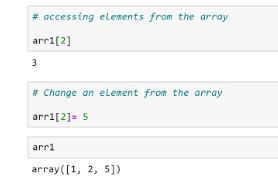 # accessing elements from the array
arr1[2]
3
# Change an element from the array
arr1[2]= 5
arr1
array([1, 2, 5])